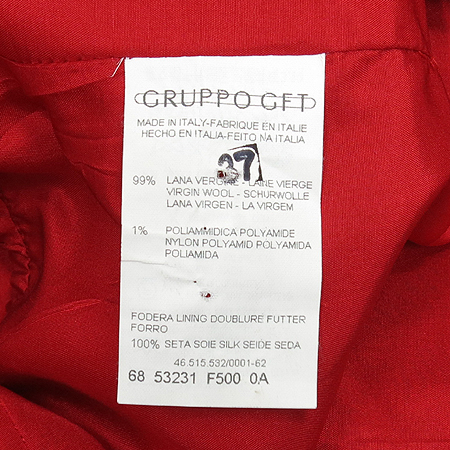 GRUPPO GFT
MADE IN ITALY-FABRIQUE EN ITALIE
HECHO EN ITALIA-FEITO NA ITALIA
37
99% LANA VERGINE - LAINE VIERGE
VIRGIN WOOL - SCHURWOLLE
LANA VIRGEN - LA VIRGEM
1% POLIAMMIDICA POLYAMIDE
NYLON POLYAMID POLYAMIDA
POLIAMIDA
FODERA LINING DOUBLURE FUTTER
FORRO
100% SETA SOIE SILK SEIDE SEDA
46.515.532/0001-62
68 53231 F500 0A